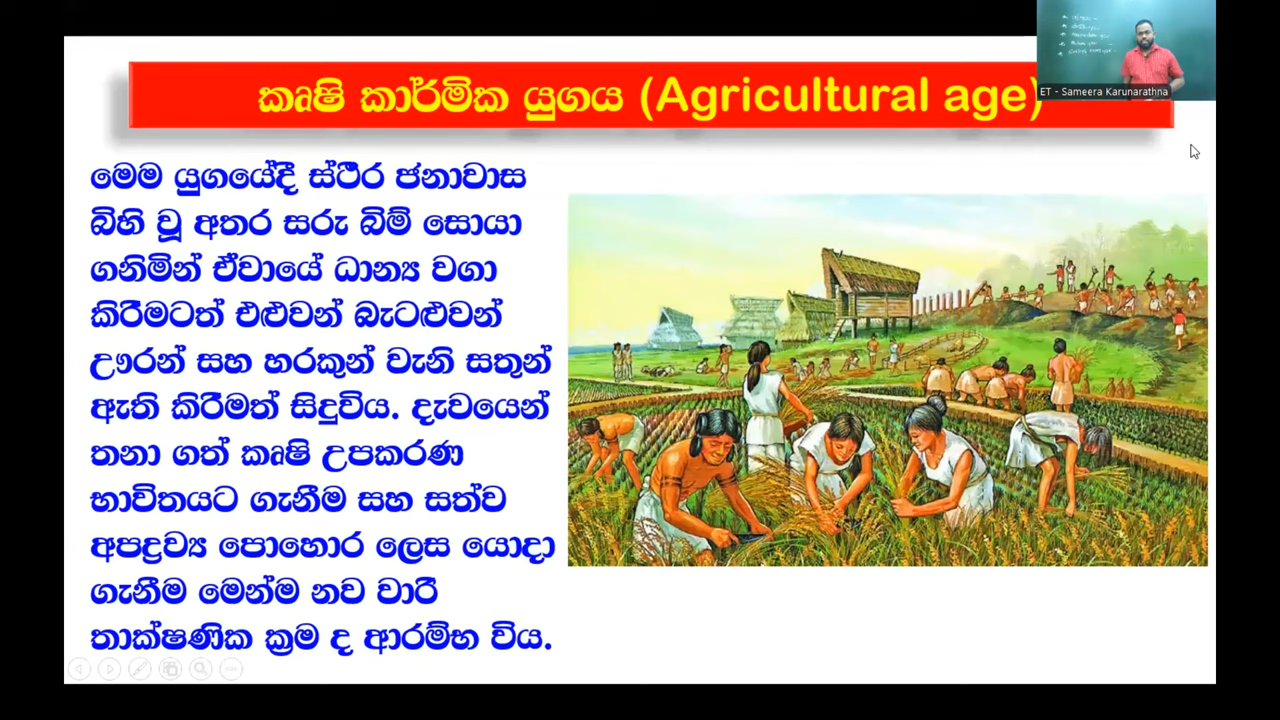 කෘෂි කාර්මික යුගය (Agricultural age)
ET - Sameera Karunarathna
මෙම යුගයේදී ස්ථීර ජනාවාස
බිහි වූ අතර සරු බිම් සොයා
ගනිමින් ඒවායේ ධාන්‍ය වගා
කිරීමටත් එළුවන් බැටළුවන්
ඌරන් සහ හරකුන් වැනි සතුන්
ඇති කිරීමත් සිදුවිය. දැවයෙන්
තනා ගත් කෘෂි උපකරණ
භාවිතයට ගැනීම සහ සත්ව
අපද්‍රව්‍ය පොහොර ලෙස යොදා
ගැනීම මෙන්ම නව වාරී
තාක්ෂණික ක්‍රම ද ආරම්භ විය.